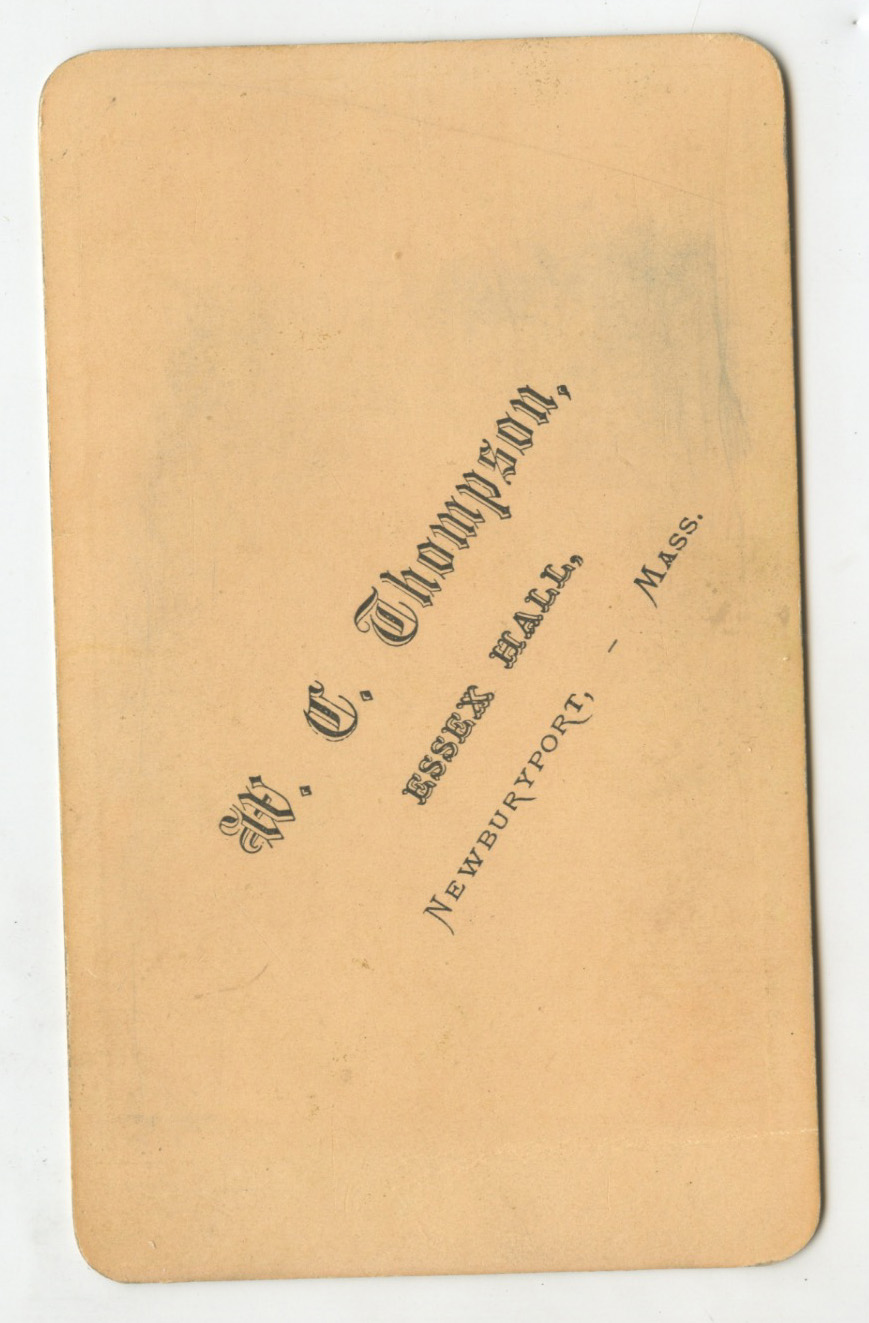 W. C. Thompson,
ESSEX HALL,
NEWBURYPORT, - MASS.